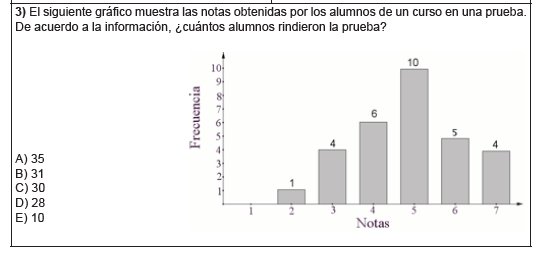 3) El siguiente gráfico muestra las notas obtenidas por los alumnos de un curso en una prueba.
De acuerdo a la información, ¿cuántos alumnos rindieron la prueba?
A) 35
B) 31
C) 30
D) 28
E) 10
Frecuencia
10
9
8
7
6
5
4
3
2
1
1
4
6
10
5
4
1 2 3 4 5 6 7
Notas